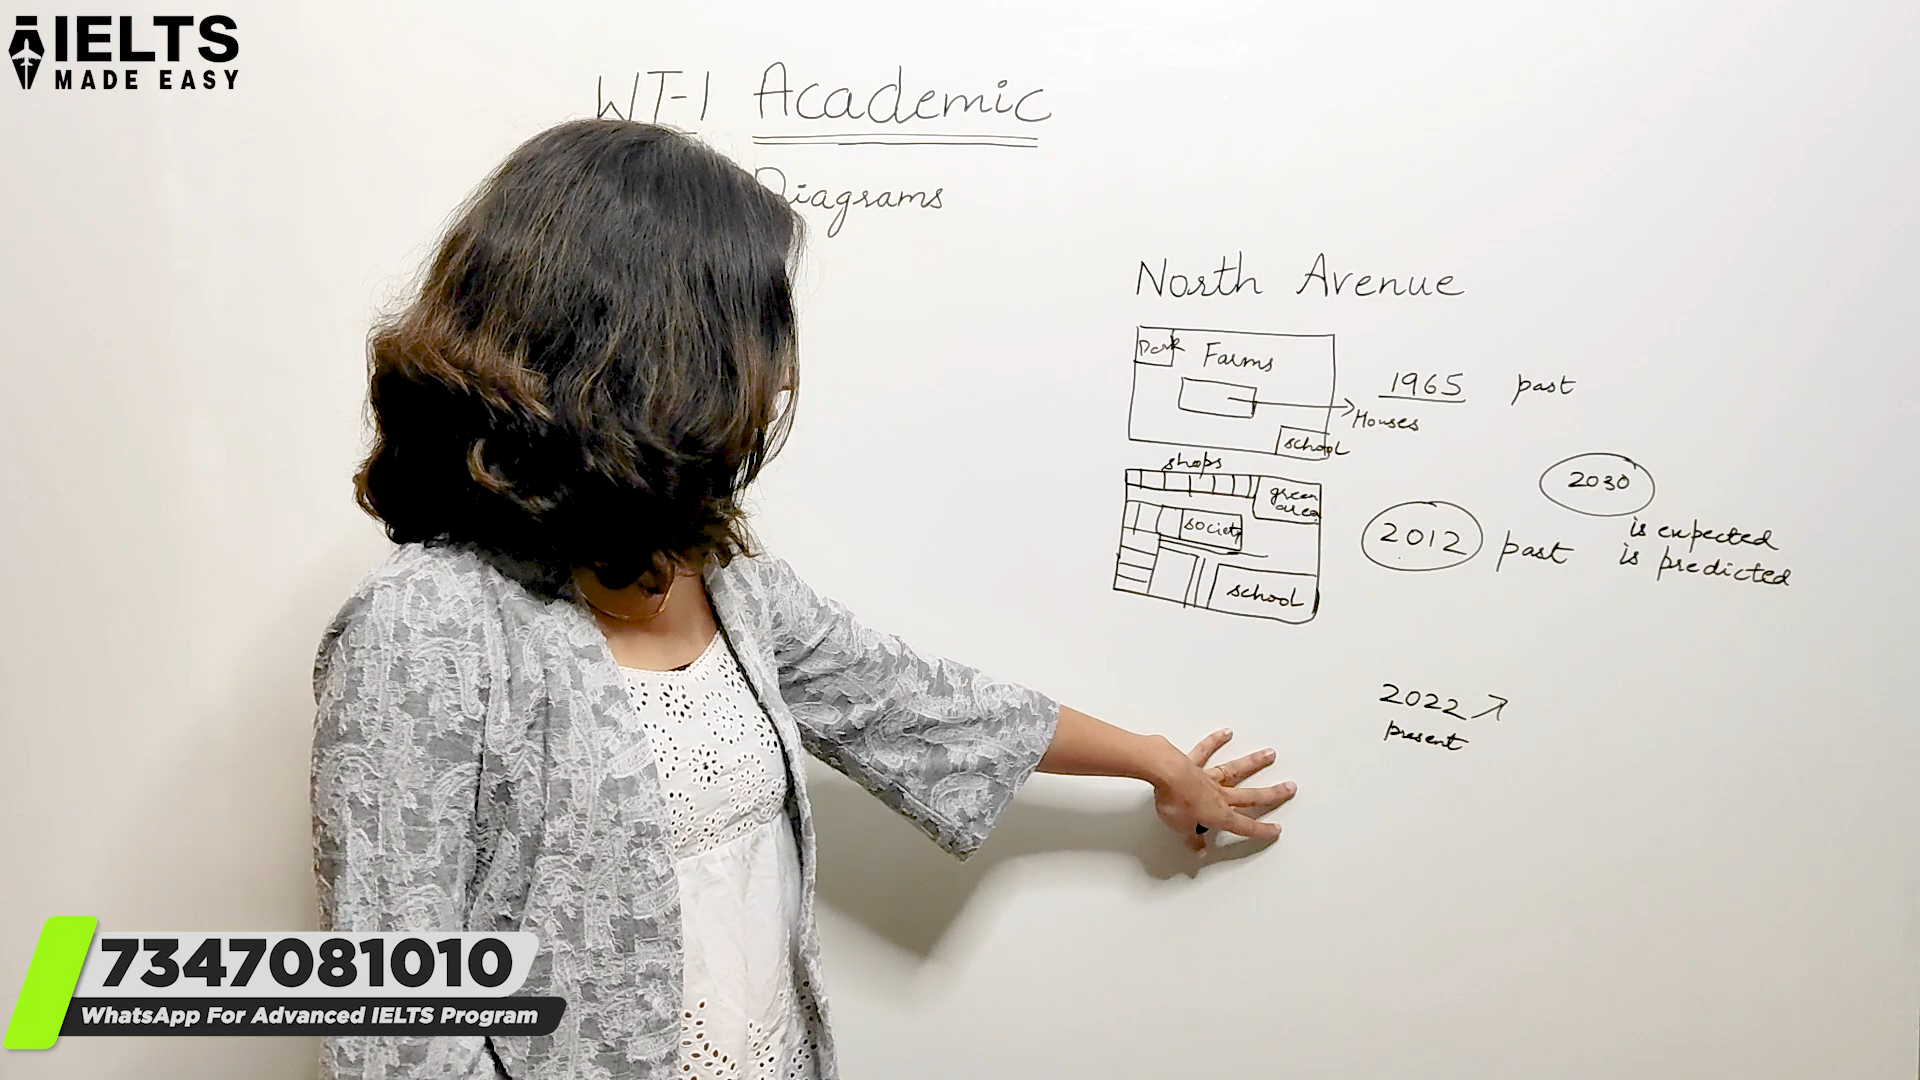 IELTS
MADE EASY
WT-1 Academic
Diagrams
North Avenue
Park
Farms
1965 past
Houses
school
shops
green
area
society
school
2012 past
2030
is expected
is predicted
2022
present
7347081010
WhatsApp For Advanced IELTS Program